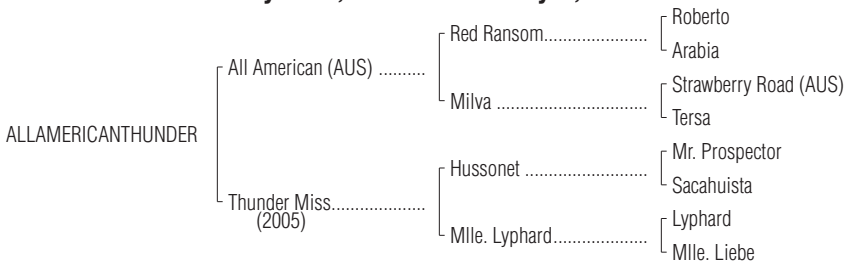 Roberto
Red Ransom......................
Arabia
All American (AUS) ..........
Strawberry Road (AUS)
Milva ................................
Tersa
ALLAMERICANTHUNDER
Mr. Prospector
Hussonet ..........................
Sacahuista
Thunder Miss....................
(2005)
Lyphard
Mlle. Lyphard....................
Mlle. Liebe